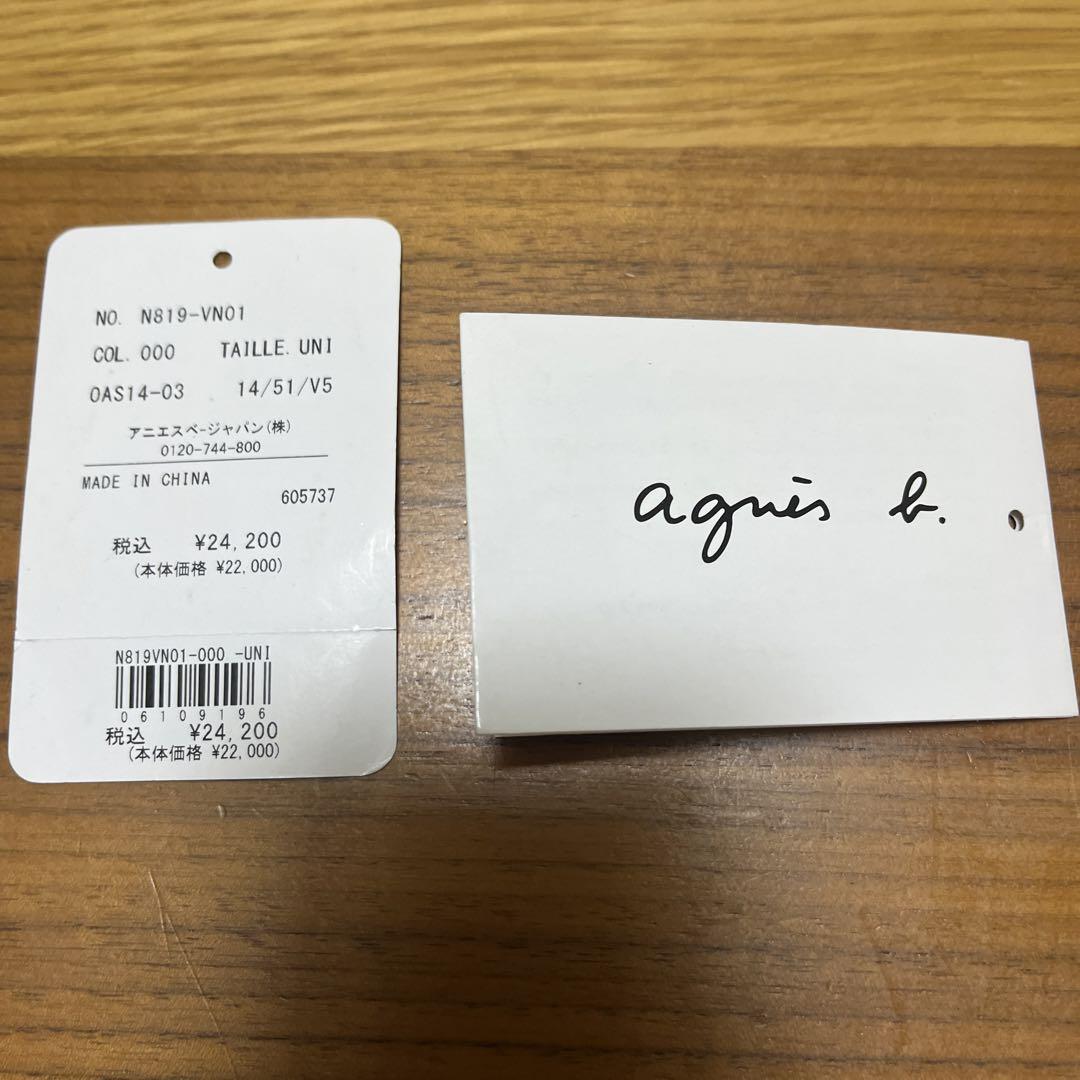 NO. N819-VN01
COL. 000 TAILLE. UNI
OAS14-03 14/51/V5
アニエスベージャパン(株)
0120-744-800
MADE IN CHINA
605737
税込 ¥24,200
(本体価格 ¥22,000)
N819VN01-000 -UNI
06109196
税込 ¥24,200
(本体価格 ¥22,000)
agnès b.